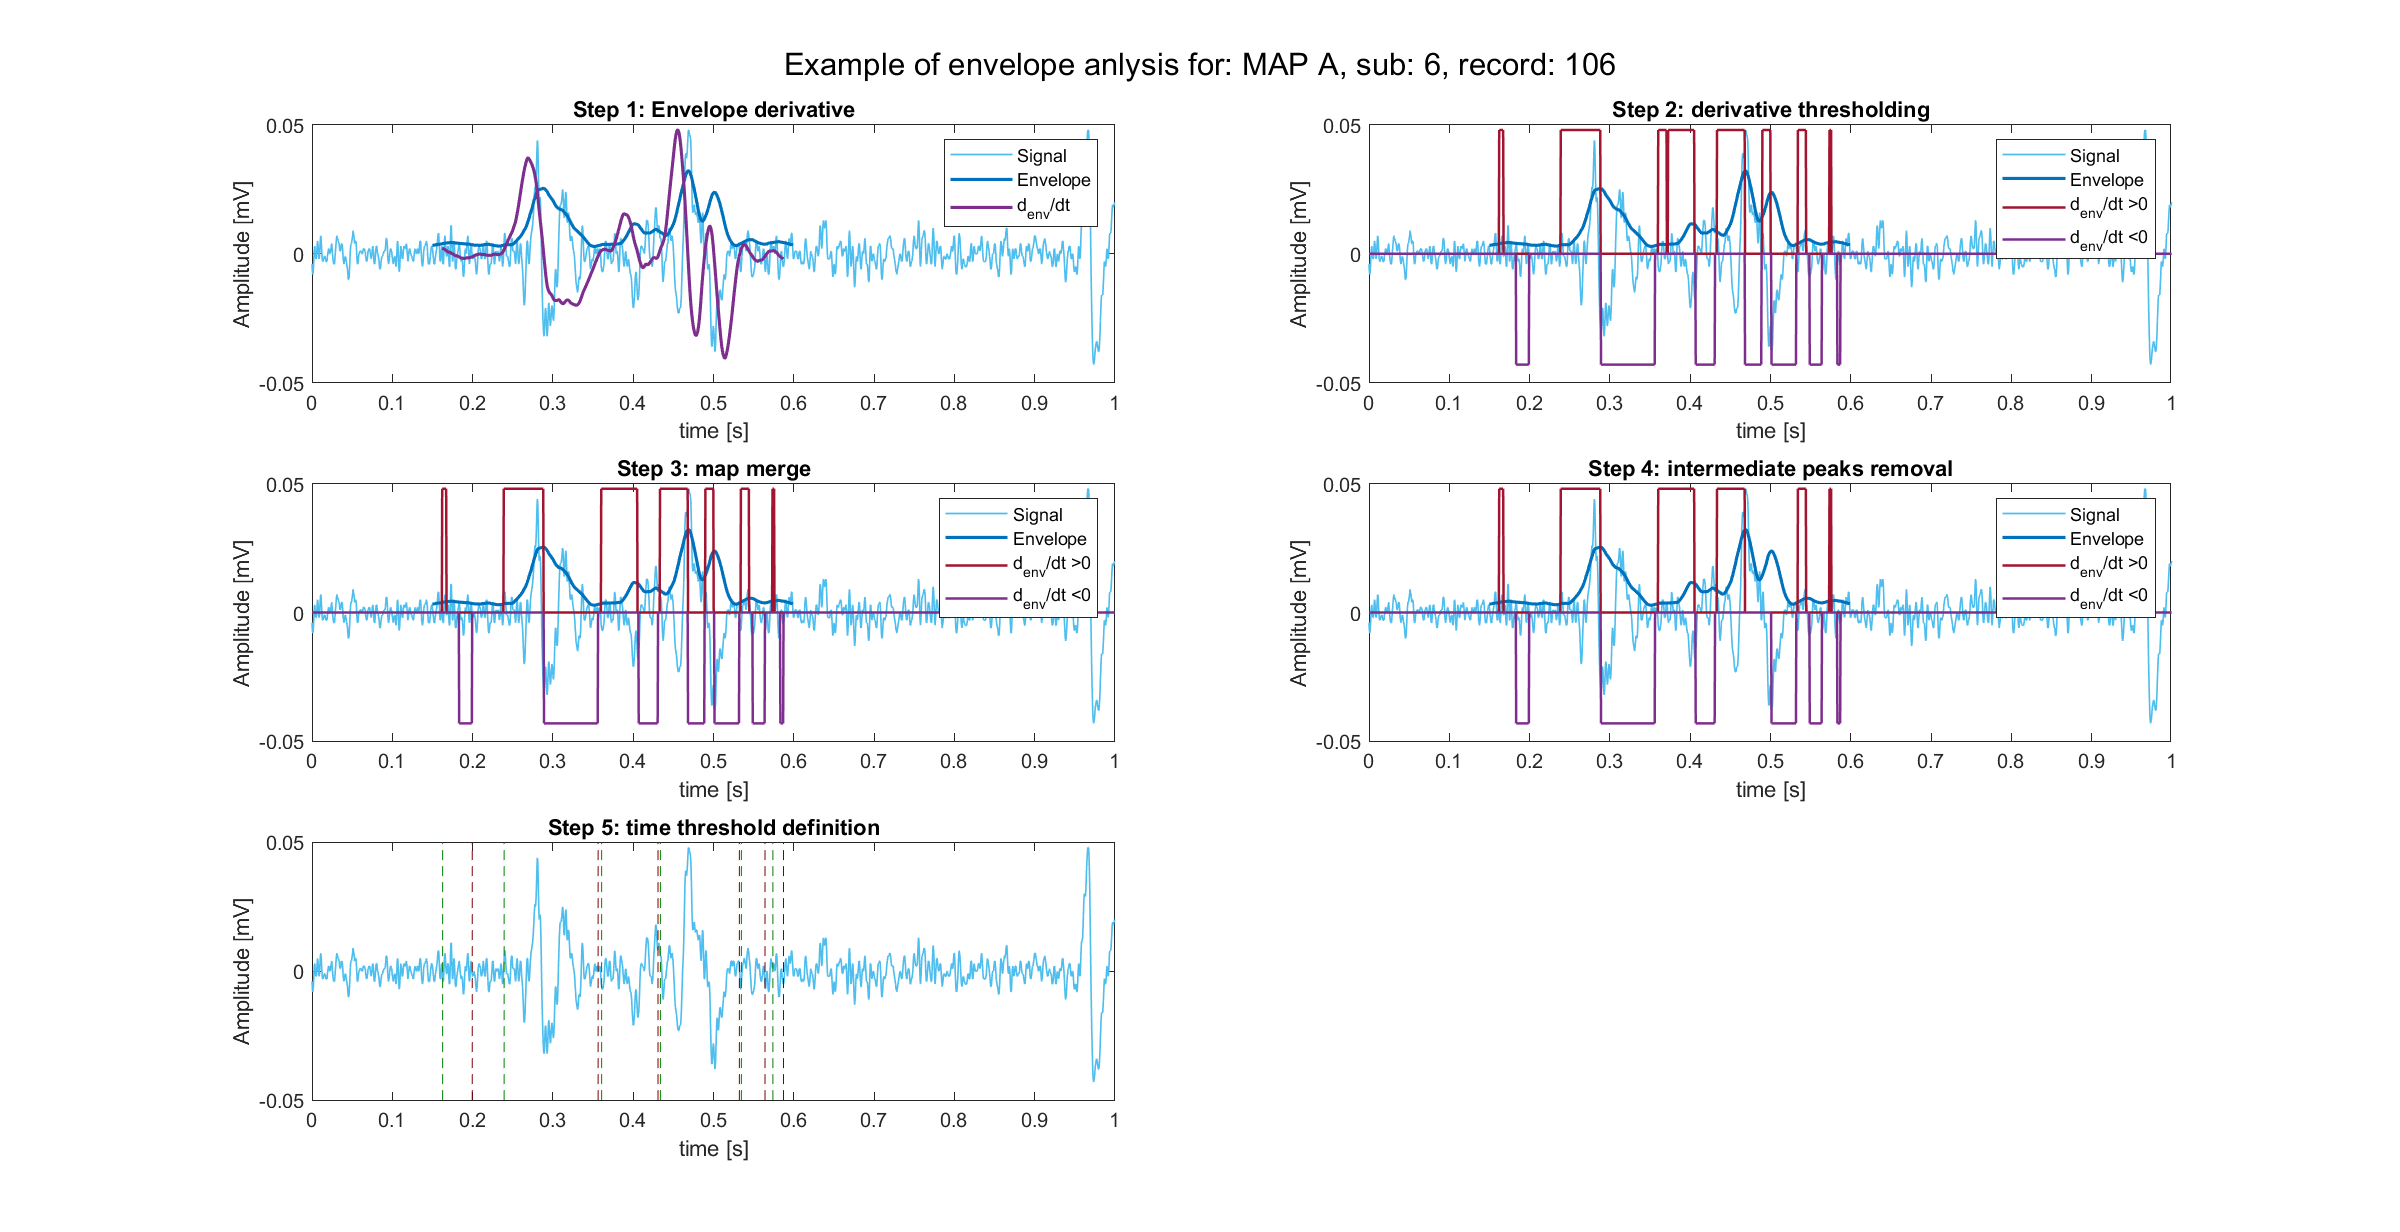 Example of envelope anlysis for: MAP A, sub: 6, record: 106
Step 1: Envelope derivative
0.05
0
-0.05
Amplitude [mV]
0 0.1 0.2 0.3 0.4 0.5 0.6 0.7 0.8 0.9 1
time [s]
Signal
Envelope
d_env/dt
Step 2: derivative thresholding
0.05
0
-0.05
Amplitude [mV]
0 0.1 0.2 0.3 0.4 0.5 0.6 0.7 0.8 0.9 1
time [s]
Signal
Envelope
d_env/dt >0
d_env/dt <0
Step 3: map merge
0.05
0
-0.05
Amplitude [mV]
0 0.1 0.2 0.3 0.4 0.5 0.6 0.7 0.8 0.9 1
time [s]
Signal
Envelope
d_env/dt >0
d_env/dt <0
Step 4: intermediate peaks removal
0.05
0
-0.05
Amplitude [mV]
0 0.1 0.2 0.3 0.4 0.5 0.6 0.7 0.8 0.9 1
time [s]
Signal
Envelope
d_env/dt >0
d_env/dt <0
Step 5: time threshold definition
0.05
0
-0.05
Amplitude [mV]
0 0.1 0.2 0.3 0.4 0.5 0.6 0.7 0.8 0.9 1
time [s]